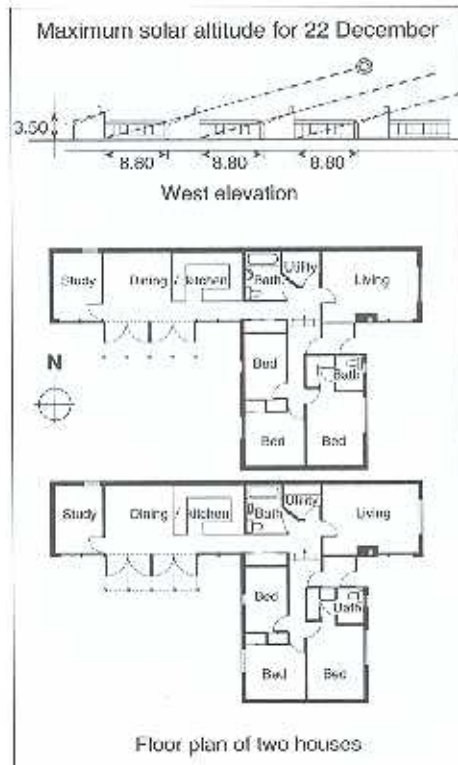 Maximum solar altitude for 22 December
3.50
8.80 8.80 8.80
West elevation
Study Dining kitchen Bath Utility Living
N
Bed Bath
Bed Bed
Study Dining kitchen Bath Utility Living
Bed Bath
Bed Bed
Floor plan of two houses